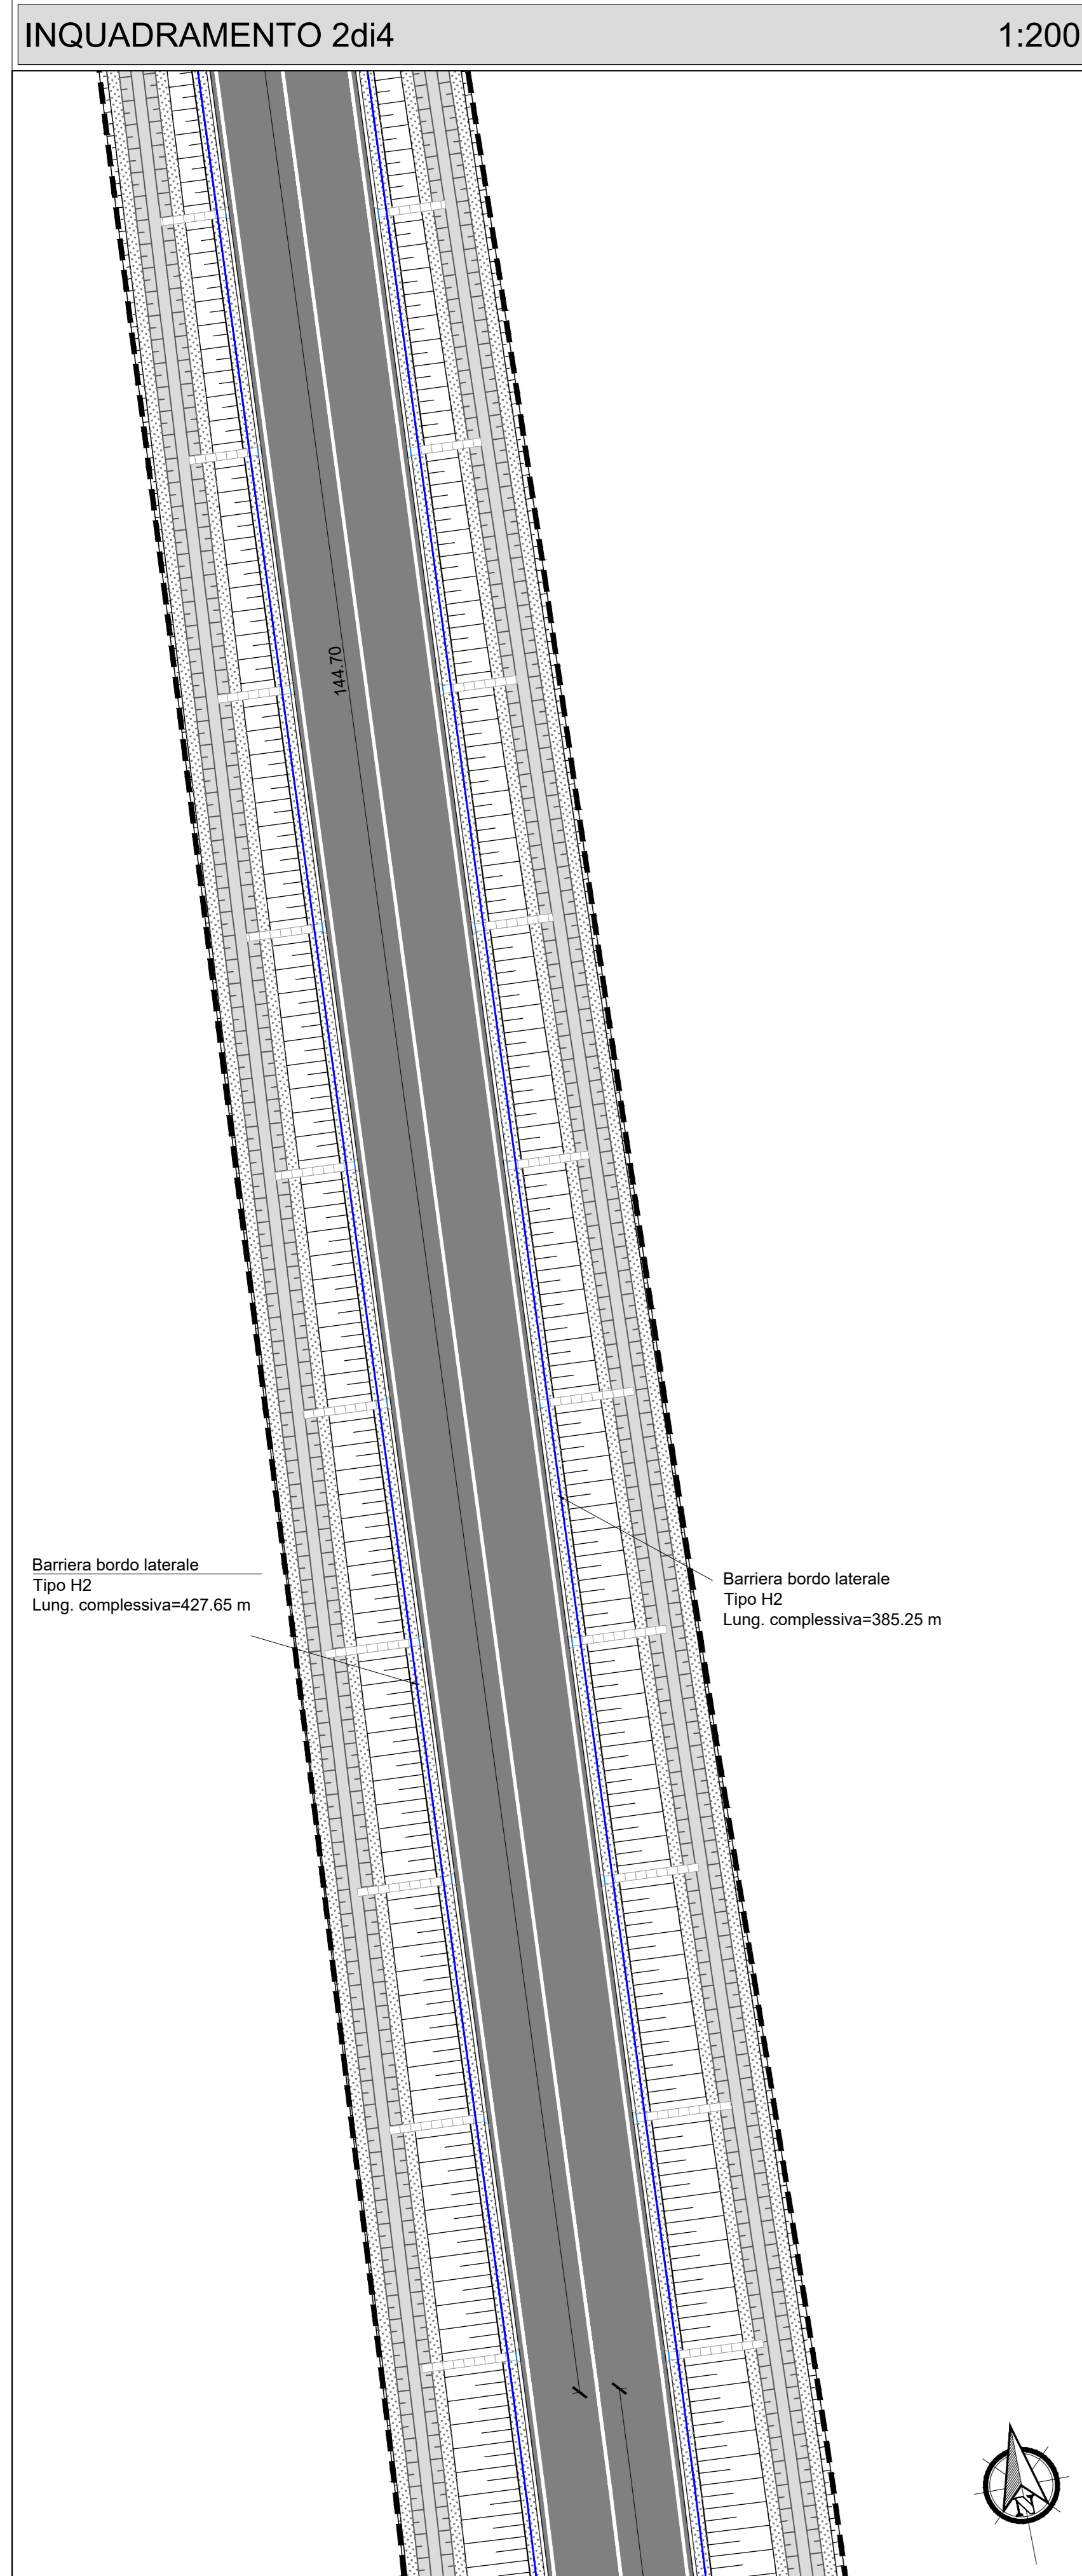 INQUADRAMENTO 2di4 1:200
144.70
Barriera bordo laterale
Tipo H2
Lung. complessiva=427.65 m
Barriera bordo laterale
Tipo H2
Lung. complessiva=385.25 m
N